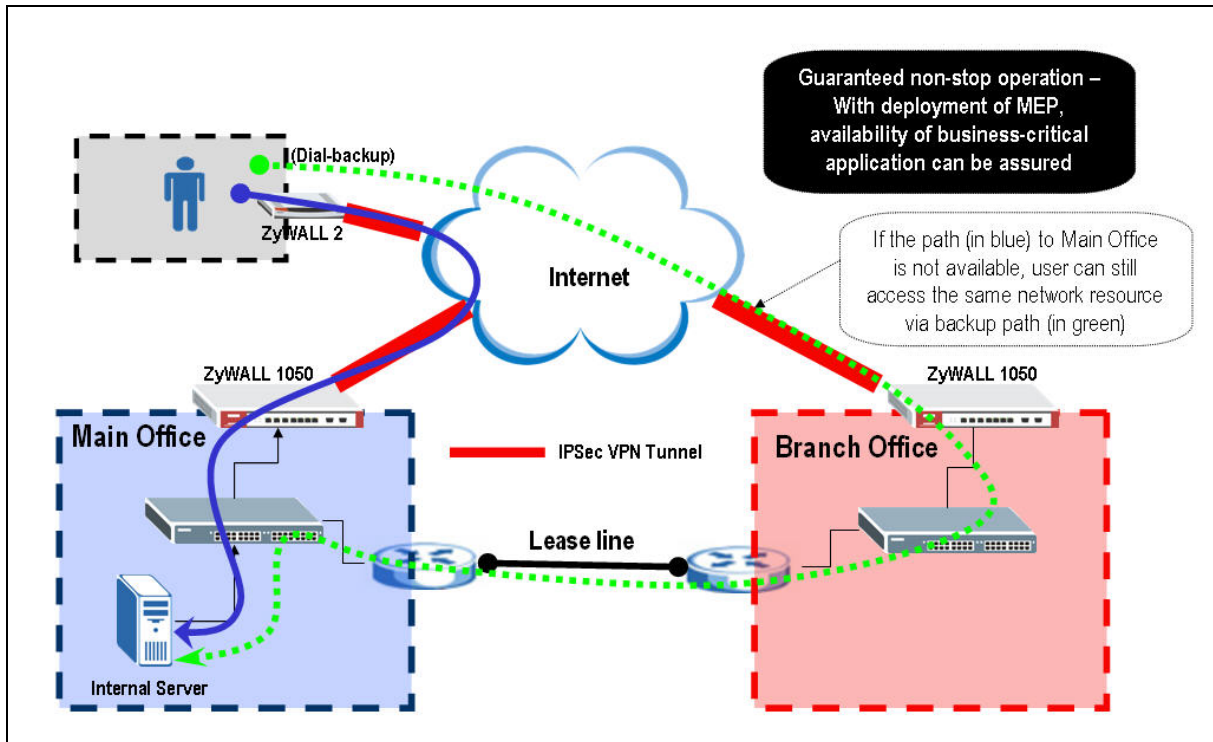 Guaranteed non-stop operation –
With deployment of MEP,
availability of business-critical
application can be assured
(Dial-backup)
ZyWALL 2
Internet
If the path (in blue) to Main Office
is not available, user can still
access the same network resource
via backup path (in green)
ZyWALL 1050
ZyWALL 1050
Main Office
IPSec VPN Tunnel
Branch Office
Lease line
Internal Server